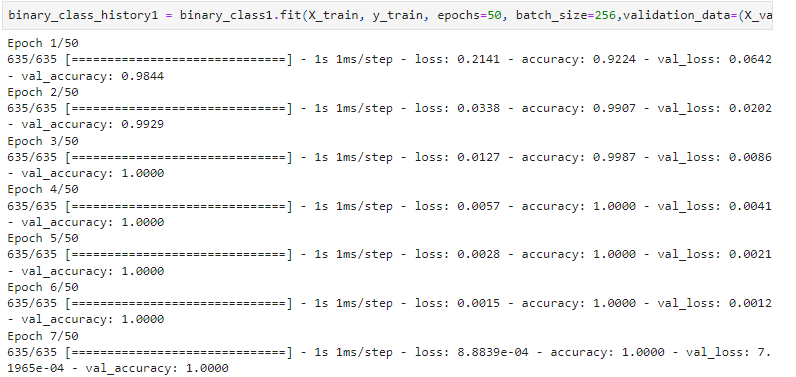 binary_class_history1 = binary_class1.fit(X_train, y_train, epochs=50, batch_size=256,validation_data=(X_va
Epoch 1/50
635/635 [==============================] - 1s 1ms/step - loss: 0.2141 - accuracy: 0.9224 - val_loss: 0.0642
- val_accuracy: 0.9844
Epoch 2/50
635/635 [==============================] - 1s 1ms/step - loss: 0.0338 - accuracy: 0.9907 - val_loss: 0.0202
- val_accuracy: 0.9929
Epoch 3/50
635/635 [==============================] - 1s 1ms/step - loss: 0.0127 - accuracy: 0.9987 - val_loss: 0.0086
- val_accuracy: 1.0000
Epoch 4/50
635/635 [==============================] - 1s 1ms/step - loss: 0.0057 - accuracy: 1.0000 - val_loss: 0.0041
- val_accuracy: 1.0000
Epoch 5/50
635/635 [==============================] - 1s 1ms/step - loss: 0.0028 - accuracy: 1.0000 - val_loss: 0.0021
- val_accuracy: 1.0000
Epoch 6/50
635/635 [==============================] - 1s 1ms/step - loss: 0.0015 - accuracy: 1.0000 - val_loss: 0.0012
- val_accuracy: 1.0000
Epoch 7/50
635/635 [==============================] - 1s 1ms/step - loss: 8.8839e-04 - accuracy: 1.0000 - val_loss: 7.
1965e-04 - val_accuracy: 1.0000